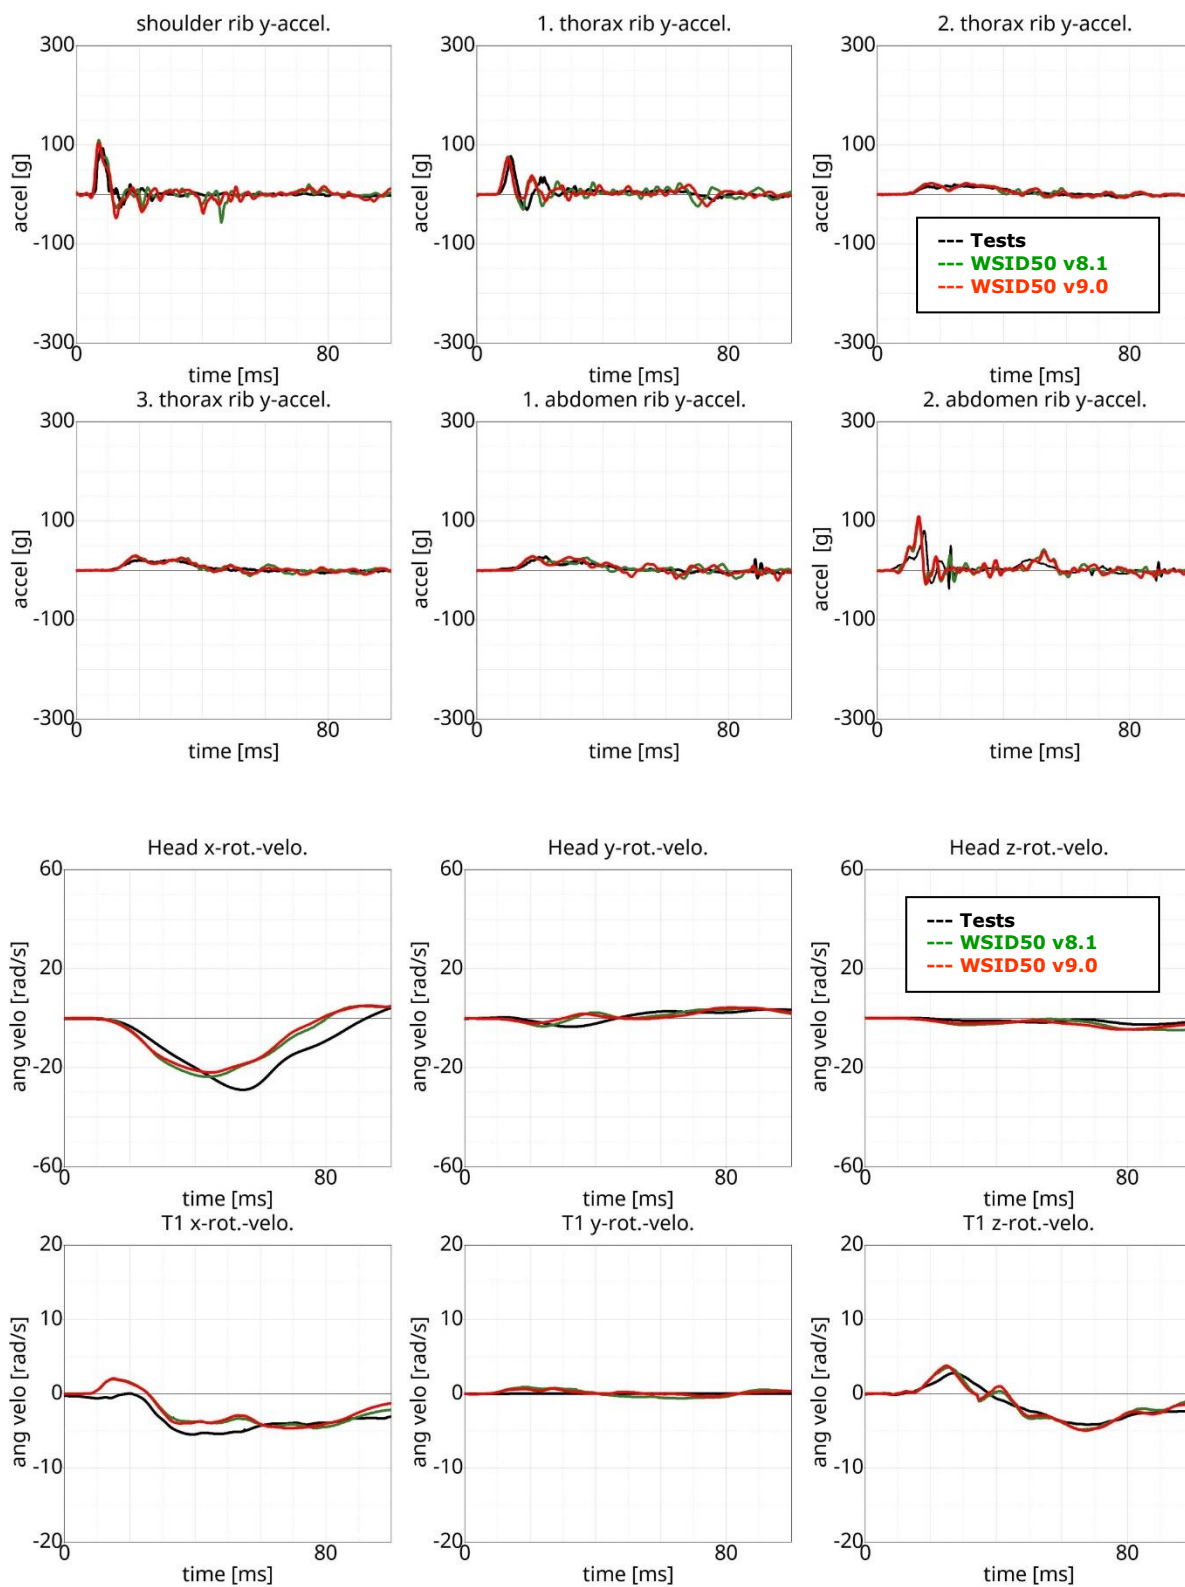 shoulder rib y-accel.
1. thorax rib y-accel.
2. thorax rib y-accel.
300
100
-100
-300
accel [g]
0
80
time [ms]
300
100
-100
-300
accel [g]
0
80
time [ms]
300
100
-100
-300
accel [g]
0
80
time [ms]
--- Tests
--- WSID50 v8.1
--- WSID50 v9.0
3. thorax rib y-accel.
1. abdomen rib y-accel.
2. abdomen rib y-accel.
300
100
-100
-300
accel [g]
0
80
time [ms]
300
100
-100
-300
accel [g]
0
80
time [ms]
300
100
-100
-300
accel [g]
0
80
time [ms]
Head x-rot.-velo.
Head y-rot.-velo.
Head z-rot.-velo.
60
20
-20
-60
ang velo [rad/s]
0
80
time [ms]
60
20
-20
-60
ang velo [rad/s]
0
80
time [ms]
60
20
-20
-60
ang velo [rad/s]
0
80
time [ms]
--- Tests
--- WSID50 v8.1
--- WSID50 v9.0
T1 x-rot.-velo.
T1 y-rot.-velo.
T1 z-rot.-velo.
20
10
0
-10
-20
ang velo [rad/s]
0
80
time [ms]
20
10
0
-10
-20
ang velo [rad/s]
0
80
time [ms]
20
10
0
-10
-20
ang velo [rad/s]
0
80
time [ms]